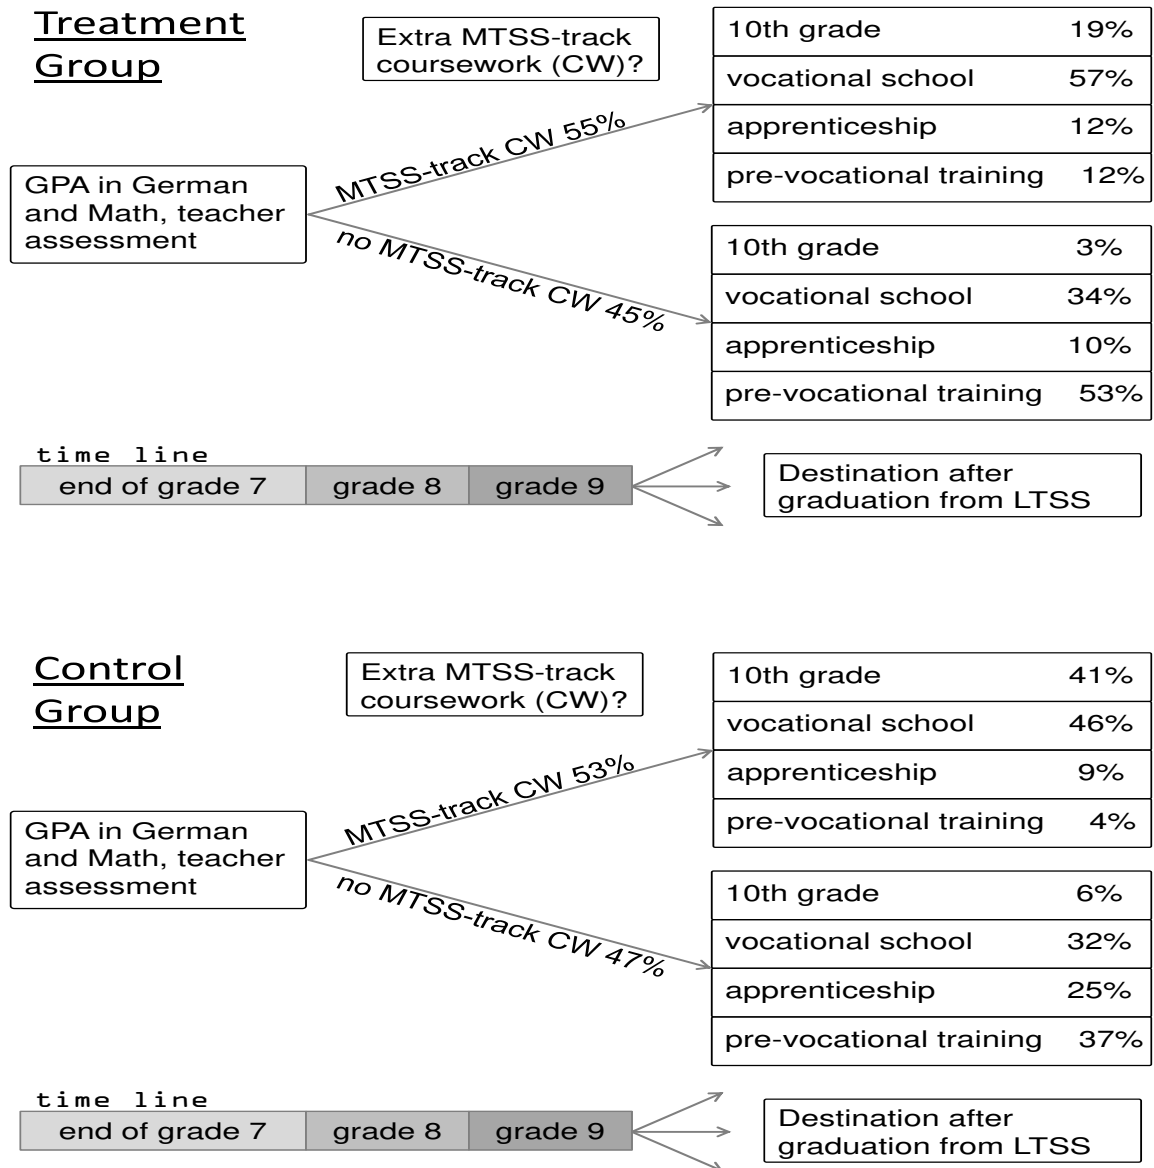 Treatment
Group
Extra MTSS-track
coursework (CW)?
10th grade 19%
vocational school 57%
apprenticeship 12%
pre-vocational training 12%
MTSS-track CW 55%
GPA in German
and Math, teacher
assessment
no MTSS-track CW 45%
10th grade 3%
vocational school 34%
apprenticeship 10%
pre-vocational training 53%
time line
end of grade 7 grade 8 grade 9
Destination after
graduation from LTSS
Control
Group
Extra MTSS-track
coursework (CW)?
10th grade 41%
vocational school 46%
apprenticeship 9%
pre-vocational training 4%
MTSS-track CW 53%
GPA in German
and Math, teacher
assessment
no MTSS-track CW 47%
10th grade 6%
vocational school 32%
apprenticeship 25%
pre-vocational training 37%
time line
end of grade 7 grade 8 grade 9
Destination after
graduation from LTSS